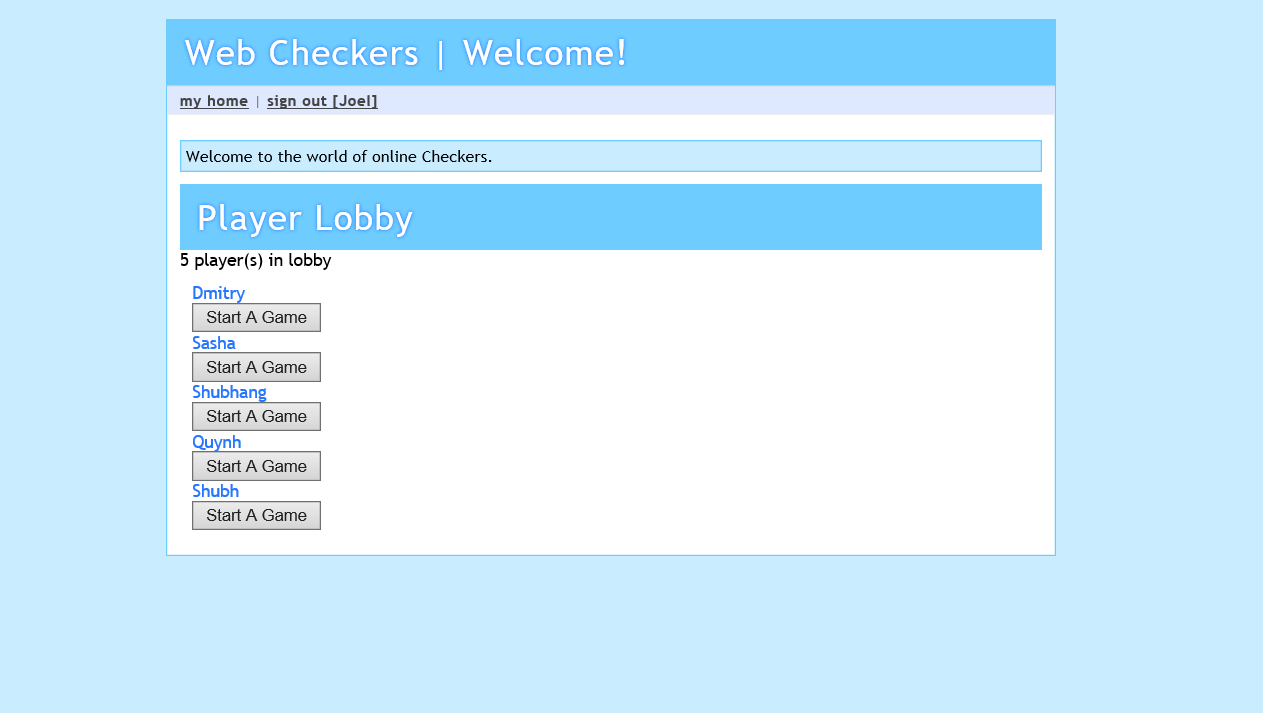 Web Checkers | Welcome!
my home | sign out [Joel]
Welcome to the world of online Checkers.
Player Lobby
5 player(s) in lobby
Dmitry
Start A Game
Sasha
Start A Game
Shubhang
Start A Game
Quynh
Start A Game
Shubh
Start A Game